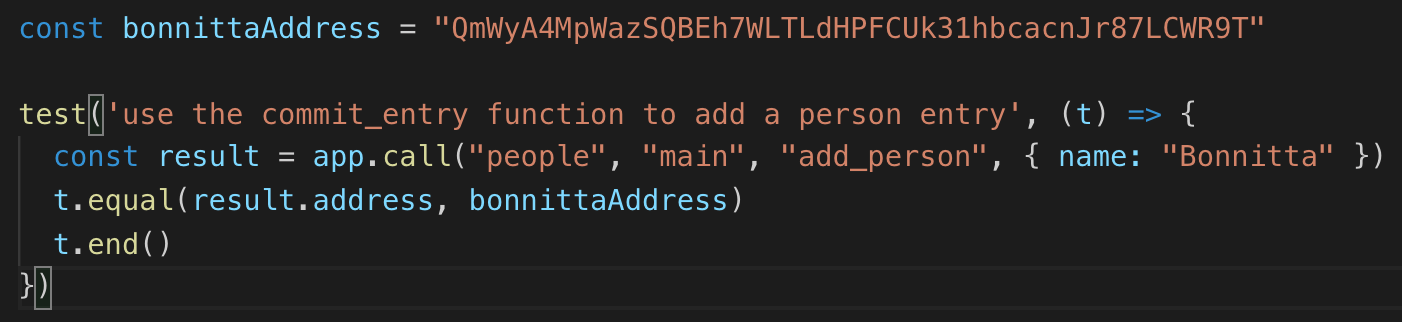 const bonnittaAddress = "QmWyA4MpWazSQBEh7WLTLdHPFCUk31hbcacnJr87LCWR9T"
test('use the commit_entry function to add a person entry', (t) => {
const result = app.call("people", "main", "add_person", { name: "Bonnitta" })
t.equal(result.address, bonnittaAddress)
t.end()
})